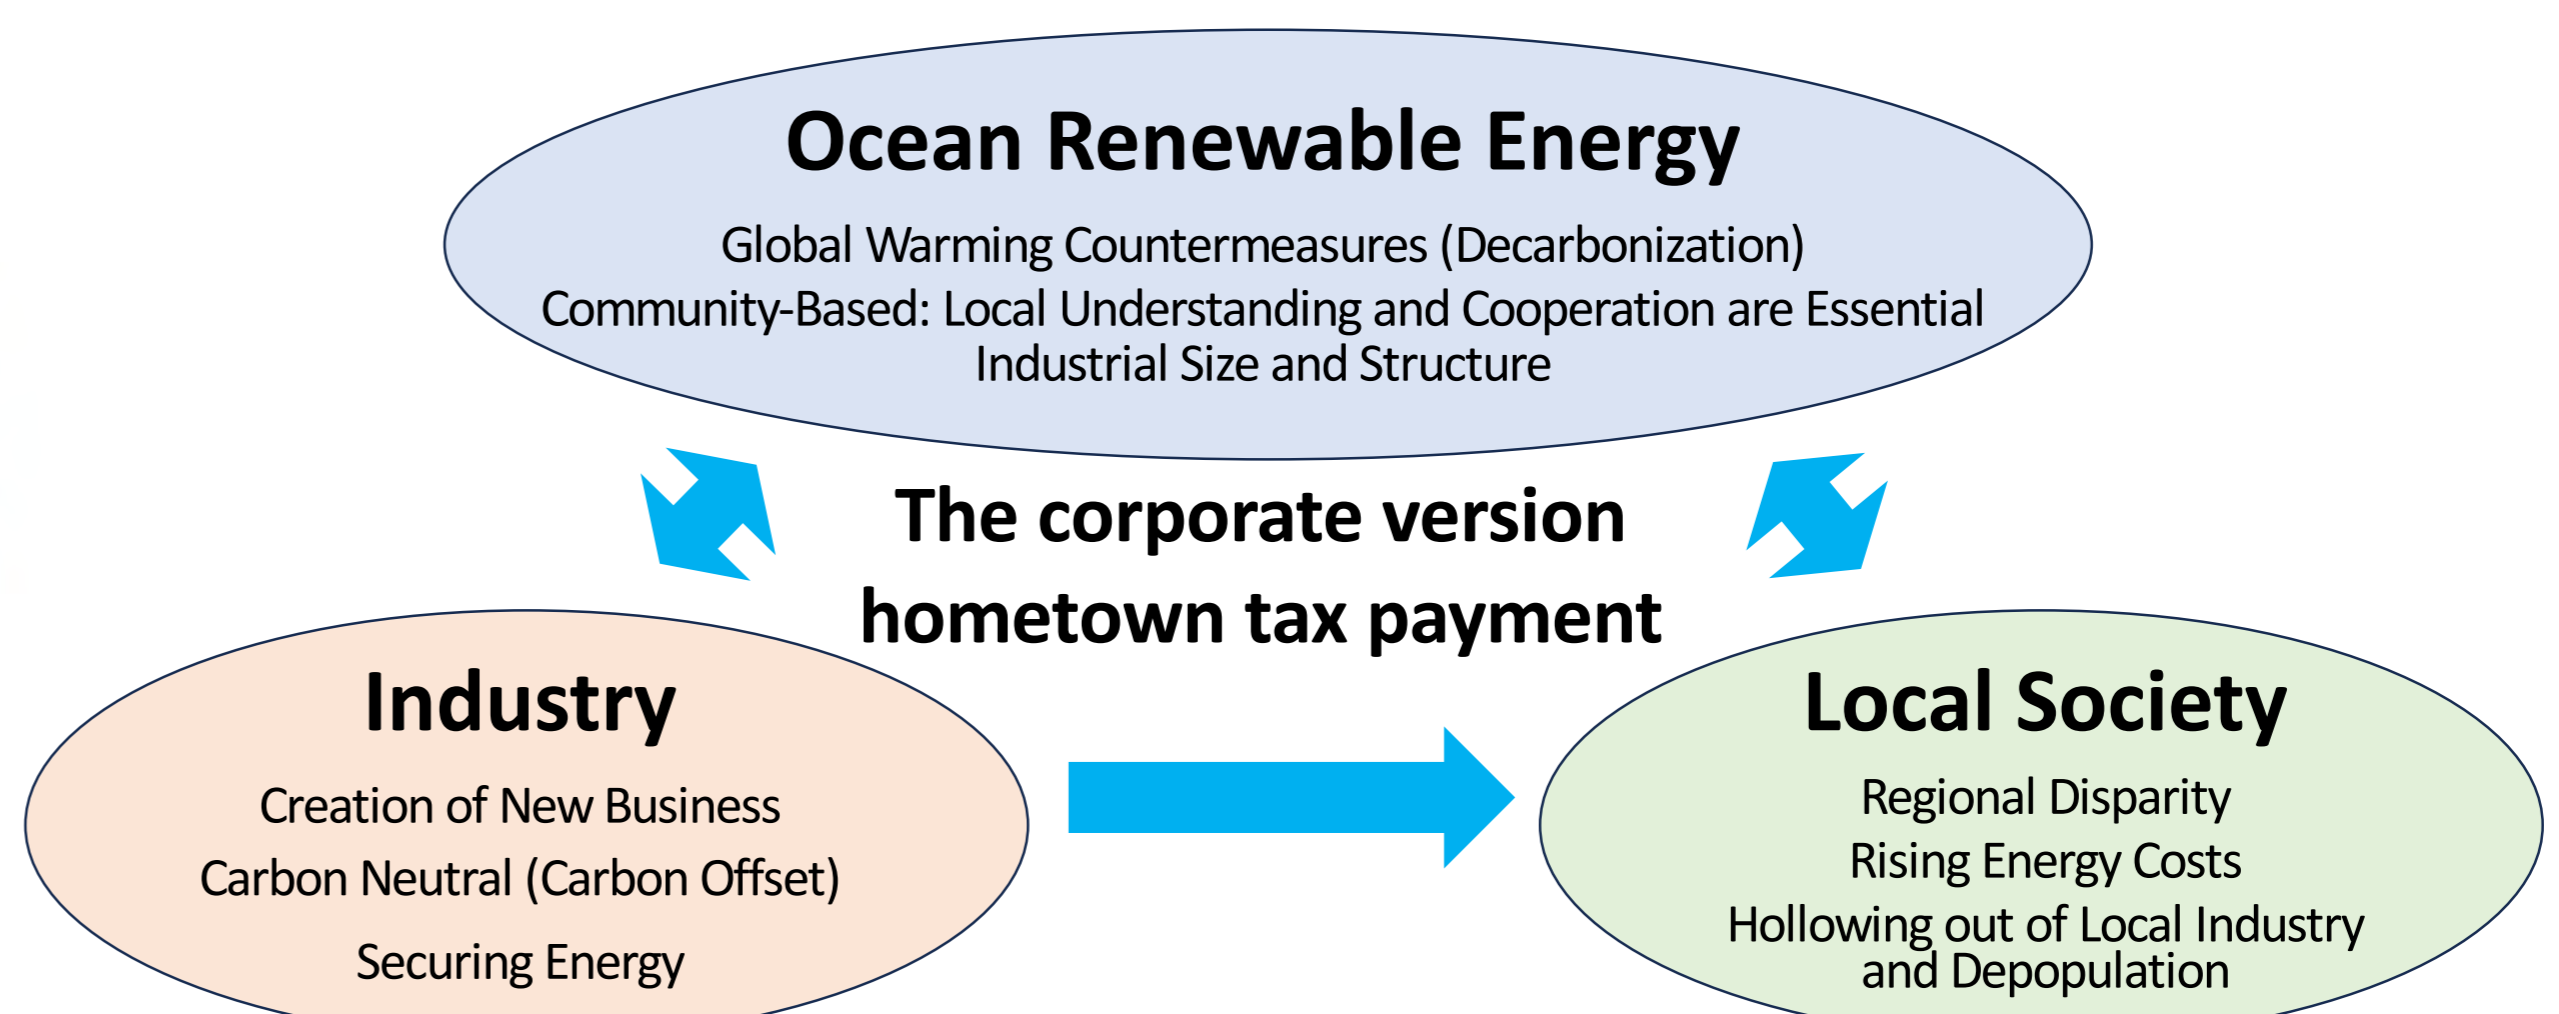 Ocean Renewable Energy
Global Warming Countermeasures (Decarbonization)
Community-Based: Local Understanding and Cooperation are Essential
Industrial Size and Structure
The corporate version
hometown tax payment
Industry
Creation of New Business
Carbon Neutral (Carbon Offset)
Securing Energy
Local Society
Regional Disparity
Rising Energy Costs
Hollowing out of Local Industry
and Depopulation